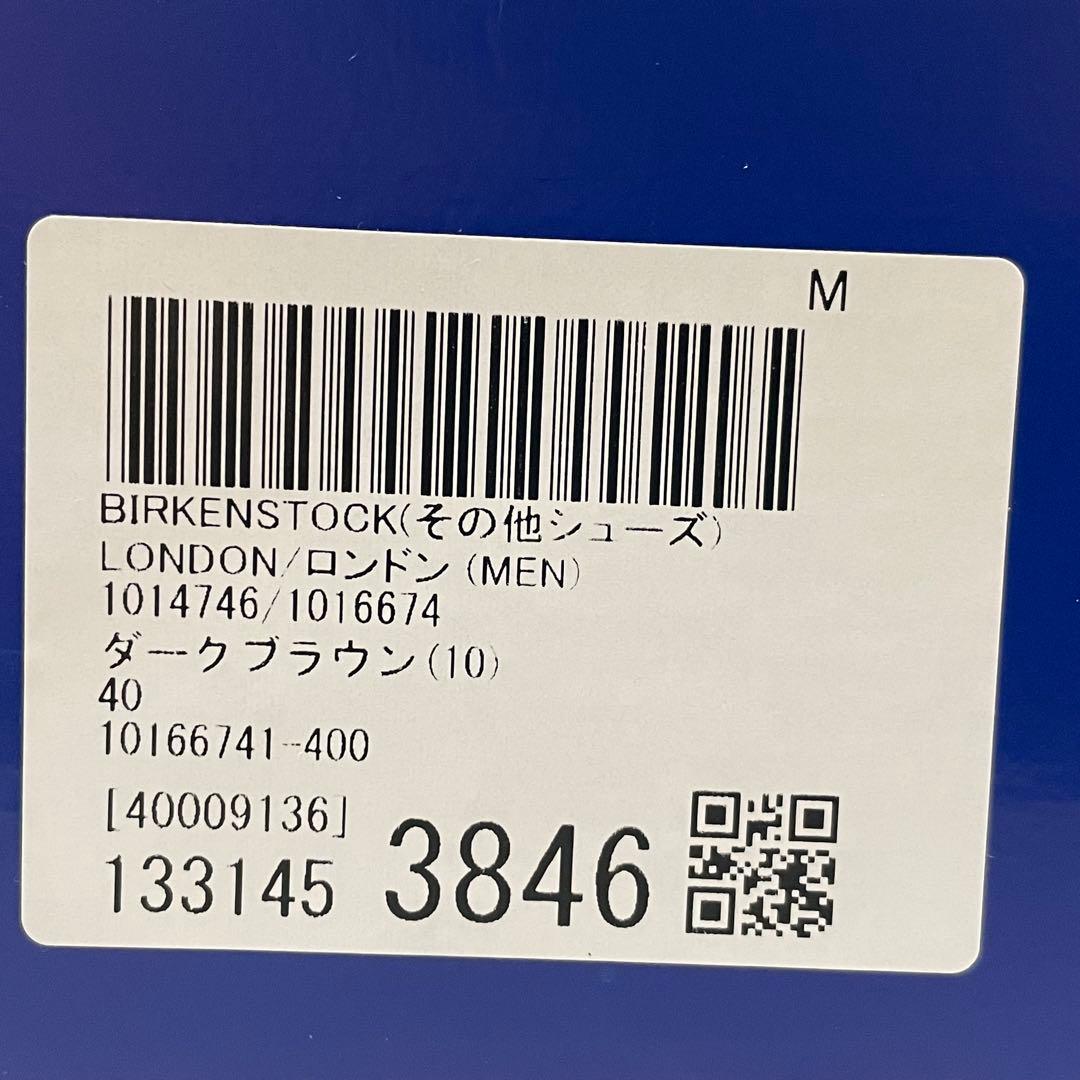 M
BIRKENSTOCK(その他シューズ)
LONDON/ロンドン(MEN)
1014746/1016674
ダークブラウン(10)
40
10166741-400
[40009136]
133145 3846